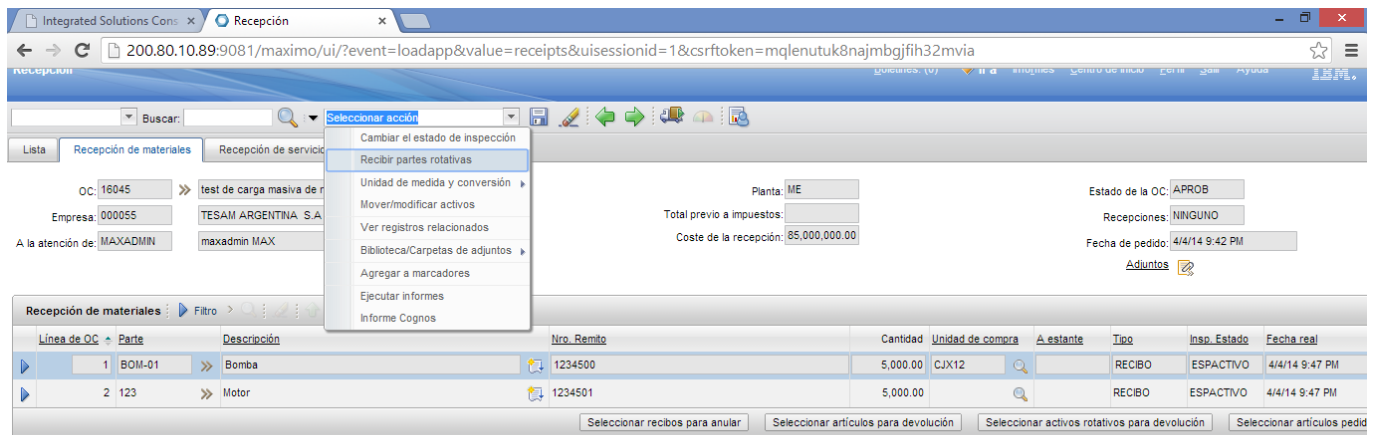 Integrated Solutions Cons
Recepción
200.80.10.89:9081/maximo/ui/?event=loadapp&value=receipts&uisessionid=1&csrftoken=mqlenutuk8najmbgjfih32mvia
Recepción
Boletines: (0) Ir a Informes Centro de inicio Perfil Salir Ayuda IBM.
Buscar: Seleccionar acción
Lista Recepción de materiales Recepción de servicio
Cambiar el estado de inspección
Recibir partes rotativas
Unidad de medida y conversión
Mover/modificar activos
Ver registros relacionados
Biblioteca/Carpetas de adjuntos
Agregar a marcadores
Ejecutar informes
Informe Cognos
OC: 16045 test de carga masiva de r Planta: ME Estado de la OC: APROB
Empresa: 000055 TESAM ARGENTINA S.A Total previo a impuestos: Recepciones: NINGUNO
A la atención de: MAXADMIN maxadmin MAX Coste de la recepción: 85,000,000.00 Fecha de pedido: 4/4/14 9:42 PM
Adjuntos
Recepción de materiales Filtro
Línea de OC Parte Descripción Nro. Remito Cantidad Unidad de compra A estante Tipo Insp. Estado Fecha real
1 BOM-01 Bomba 1234500 5,000.00 CJX12 RECIBO ESPACTIVO 4/4/14 9:47 PM
2 123 Motor 1234501 5,000.00 RECIBO ESPACTIVO 4/4/14 9:47 PM
Seleccionar recibos para anular Seleccionar artículos para devolución Seleccionar activos rotativos para devolución Seleccionar artículos pedid